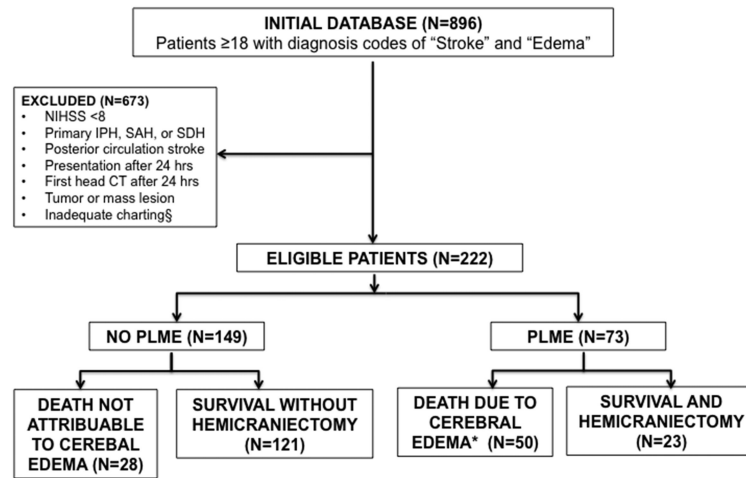 INITIAL DATABASE (N=896)
Patients ≥18 with diagnosis codes of “Stroke” and “Edema”
EXCLUDED (N=673)
• NIHSS <8
• Primary IPH, SAH, or SDH
• Posterior circulation stroke
• Presentation after 24 hrs
• First head CT after 24 hrs
• Tumor or mass lesion
• Inadequate charting§
ELIGIBLE PATIENTS (N=222)
NO PLME (N=149)
PLME (N=73)
DEATH NOT
ATTRIBUABLE
TO CEREBAL
EDEMA (N=28)
SURVIVAL WITHOUT
HEMICRANIECTOMY
(N=121)
DEATH DUE TO
CEREBRAL
EDEMA* (N=50)
SURVIVAL AND
HEMICRANIECTOMY
(N=23)